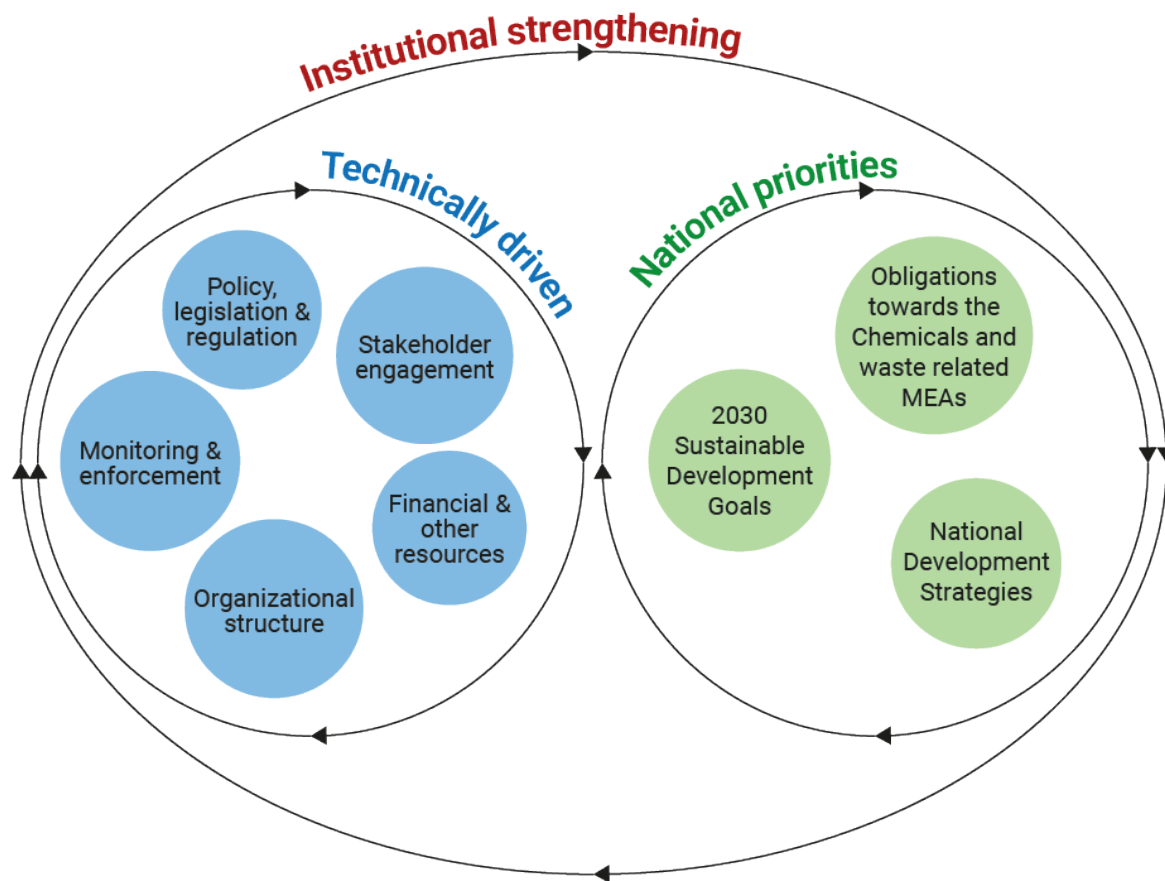 Institutional strengthening
Technically driven
Policy,
legislation &
regulation
Stakeholder
engagement
Monitoring &
enforcement
Financial &
other
resources
Organizational
structure
National priorities
Obligations
towards the
Chemicals and
waste related
MEAs
2030
Sustainable
Development
Goals
National
Development
Strategies